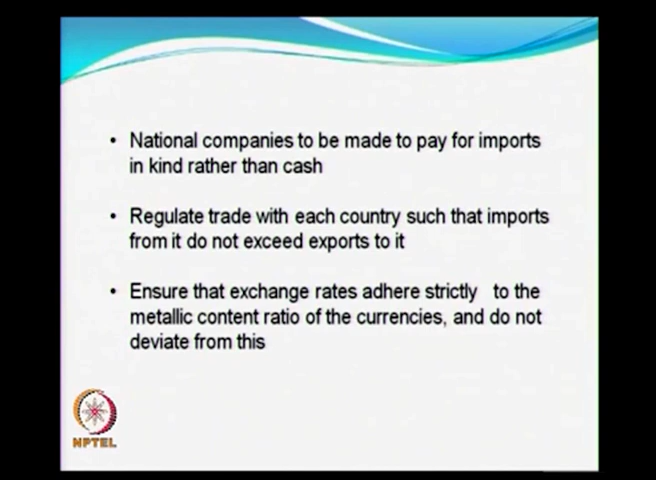 • National companies to be made to pay for imports
in kind rather than cash
• Regulate trade with each country such that imports
from it do not exceed exports to it
• Ensure that exchange rates adhere strictly to the
metallic content ratio of the currencies, and do not
deviate from this
NPTEL